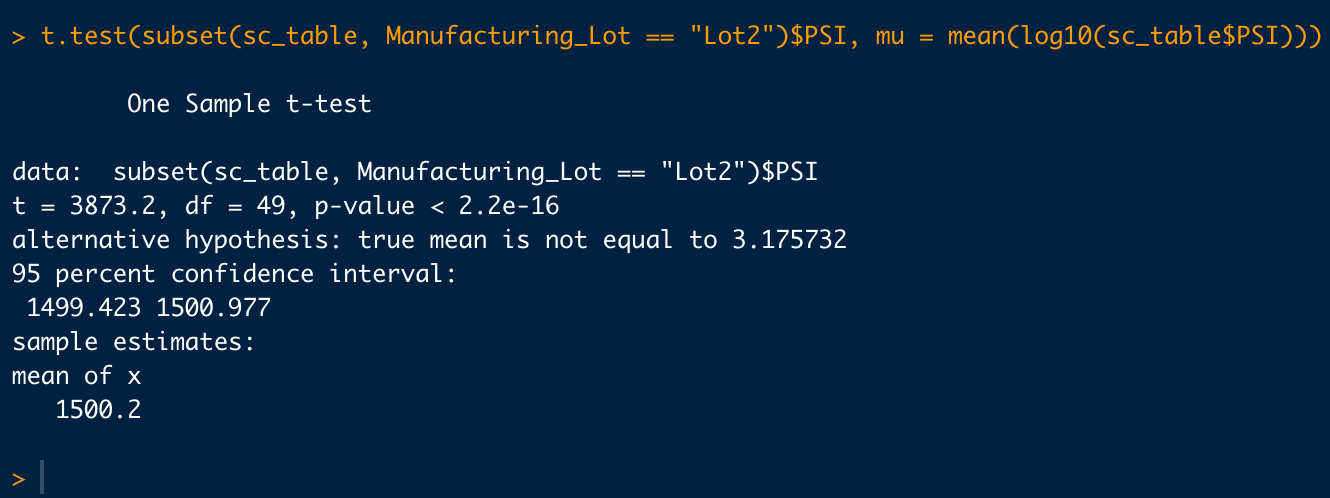 > t.test(subset(sc_table, Manufacturing_Lot == "Lot2")$PSI, mu = mean(log10(sc_table$PSI)))
One Sample t-test
data:  subset(sc_table, Manufacturing_Lot == "Lot2")$PSI
t = 3873.2, df = 49, p-value < 2.2e-16
alternative hypothesis: true mean is not equal to 3.175732
95 percent confidence interval:
 1499.423 1500.977
sample estimates:
mean of x
   1500.2
>